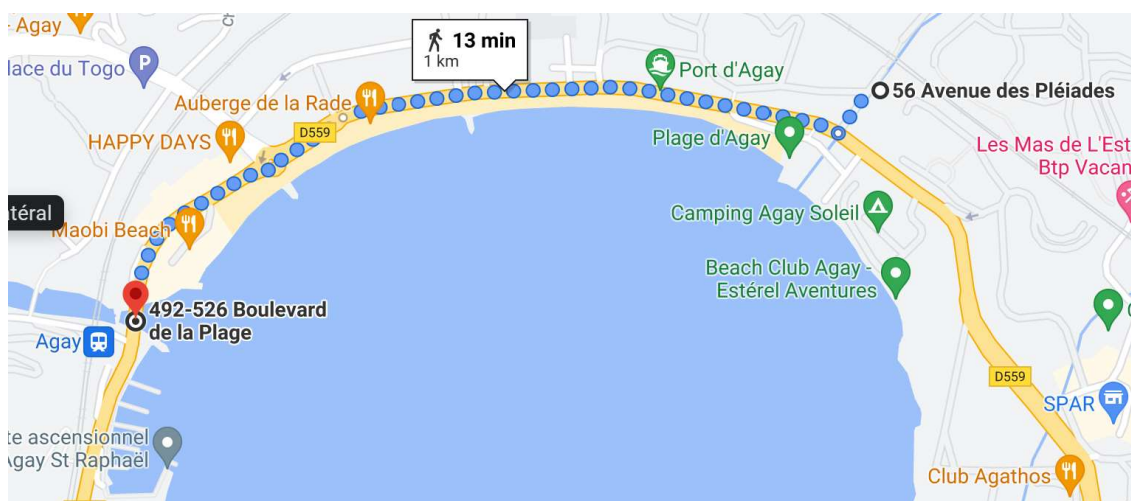 - Agay
13 min
1 km
lace du Togo
P
Port d'Agay
56 Avenue des Pléiades
Auberge de la Rade
D559
HAPPY DAYS
Plage d'Agay
Les Mas de L'Est
Btp Vacan
téral
Maobi Beach
Camping Agay Soleil
Beach Club Agay -
Estérel Aventures
492-526 Boulevard
de la Plage
Agay
D559
SPAR
te ascensionnel
Agay St Raphaël
Club Agathos